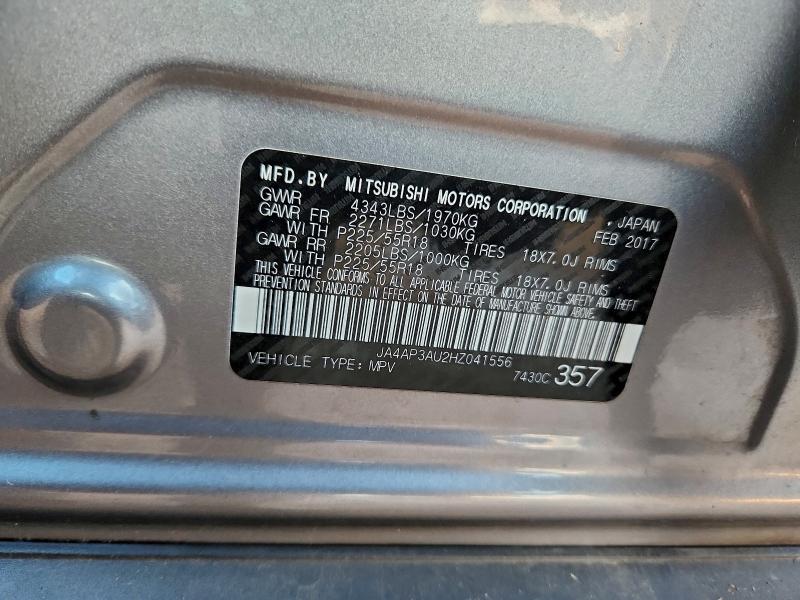 MFD.BY MITSUBISHI MOTORS CORPORATION . JAPAN
GVWR 4343LBS/1970KG FEB 2017
GAWR FR 2271LBS/1030KG
WITH P225/55R18 TIRES 18X7.0J RIMS
GAWR RR 2205LBS/1000KG
WITH P225/55R18 TIRES 18X7.0J RIMS
THIS VEHICLE CONFORMS TO ALL APPLICABLE FEDERAL MOTOR VEHICLE SAFETY AND THEFT
PREVENTION STANDARDS IN EFFECT ON THE DATE OF MANUFACTURE SHOWN ABOVE.
JA4AP3AU2HZ041556
VEHICLE TYPE: MPV 7430C 357